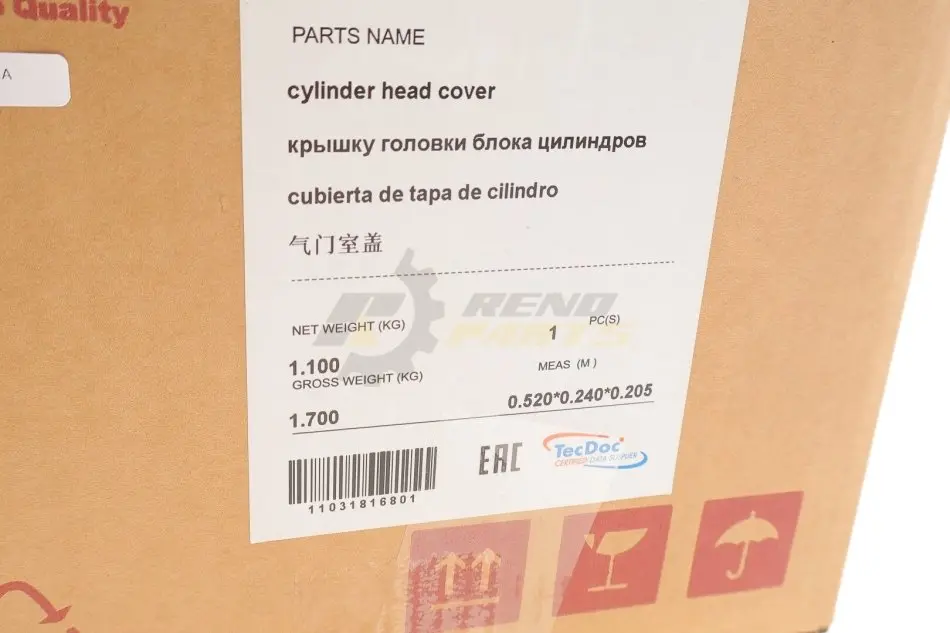 Quality
A
PARTS NAME
cylinder head cover
крышку головки блока цилиндров
cubierta de tapa de cilindro
气门室盖
RENO
PARTS
NET WEIGHT (KG)
1.100
GROSS WEIGHT (KG)
1.700
1 PC(S)
MEAS (M)
0.520*0.240*0.205
11031816801
EAC
TecDoc
CERTIFIED DATA SUPPLIER